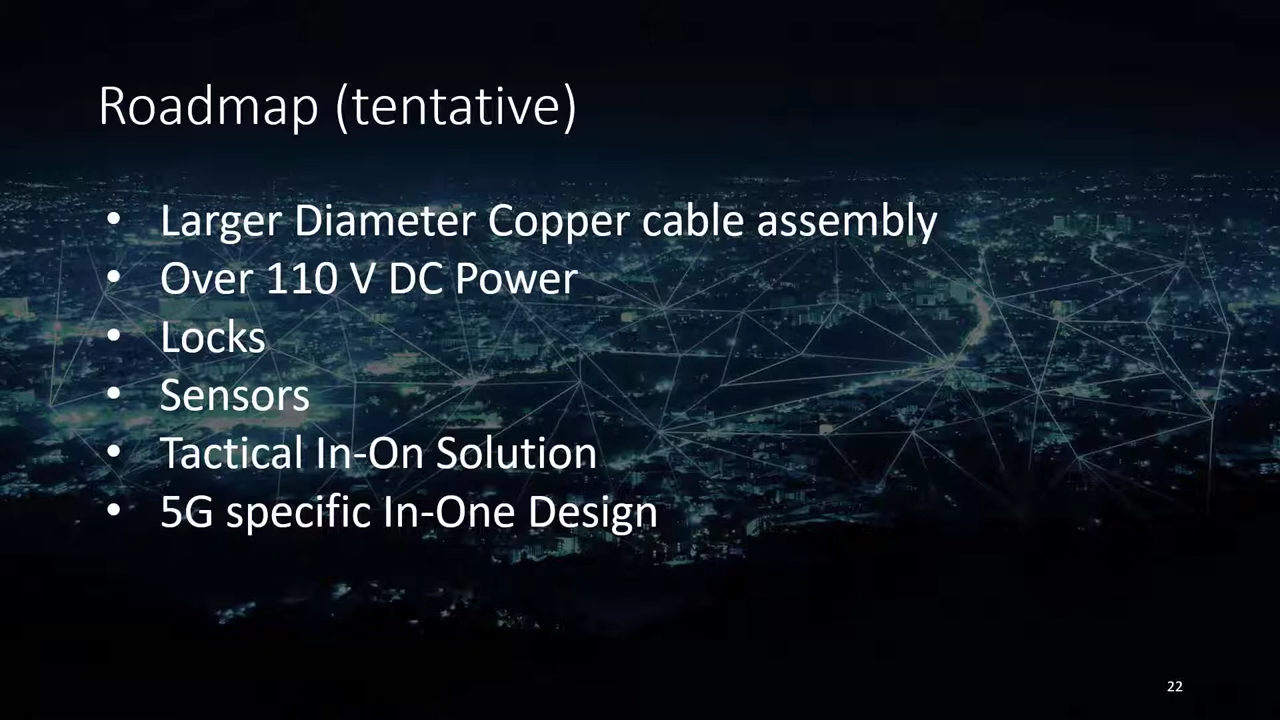 Roadmap (tentative)
• Larger Diameter Copper cable assembly
• Over 110 V DC Power
• Locks
• Sensors
• Tactical In-On Solution
• 5G specific In-One Design
22